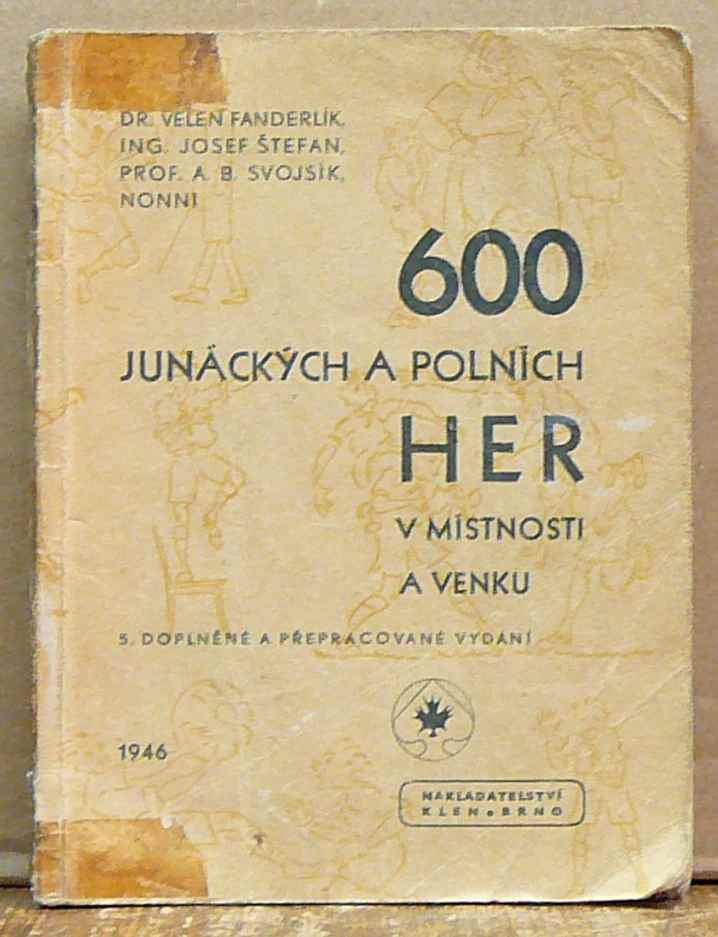 DR. VELEN FANDERLÍK,
ING. JOSEF ŠTEFAN,
PROF. A. B. SVOJSÍK,
NONNI
600
JUNÁCKÝCH A POLNÍCH
HER
V MÍSTNOSTI
A VENKU
5. DOPLNĚNÉ A PŘEPRACOVANÉ VYDÁNÍ
1946
NAKLADATELSTVÍ
KLEN • BRNO